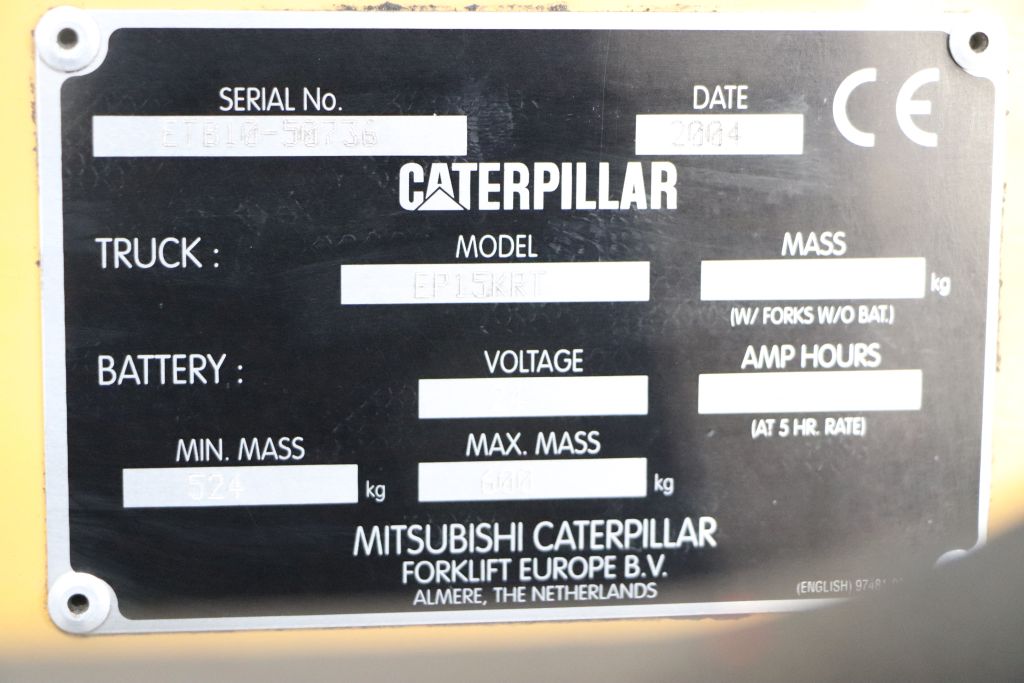 SERIAL No.
DATE
CE
ETB10-50736
2004
CATERPILLAR
TRUCK :
MODEL
MASS
EP15KRT
kg
(W/ FORKS W/O BAT.)
BATTERY :
VOLTAGE
AMP HOURS
(AT 5 HR. RATE)
MIN. MASS
MAX. MASS
524 kg
600 kg
MITSUBISHI CATERPILLAR
FORKLIFT EUROPE B.V.
ALMERE, THE NETHERLANDS
(ENGLISH)